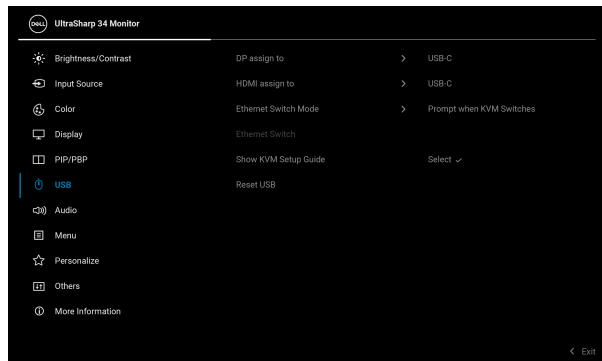 DELL UltraSharp 34 Monitor
Brightness/Contrast DP assign to > USB-C
Input Source HDMI assign to > USB-C
Color Ethernet Switch Mode > Prompt when KVM Switches
Display Ethernet Switch
PIP/PBP Show KVM Setup Guide Select ✓
USB Reset USB
Audio
Menu
Personalize
Others
More Information
< Exit